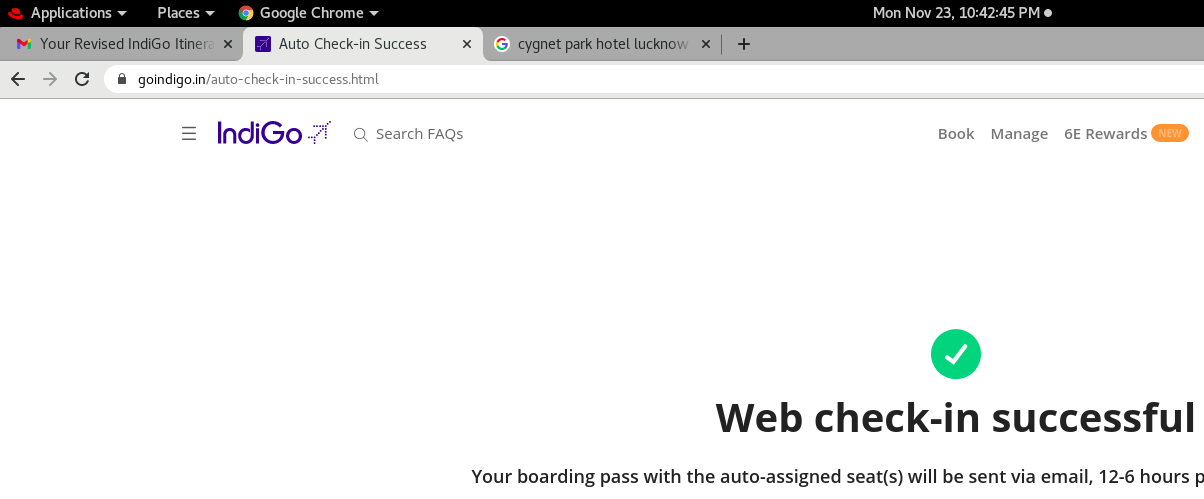 Applications Places Google Chrome Mon Nov 23, 10:42:45 PM
Your Revised IndiGo Itinera Auto Check-in Success cygnet park hotel lucknow
goindigo.in/auto-check-in-success.html
IndiGo Search FAQs Book Manage 6E Rewards NEW
Web check-in successful
Your boarding pass with the auto-assigned seat(s) will be sent via email, 12-6 hours